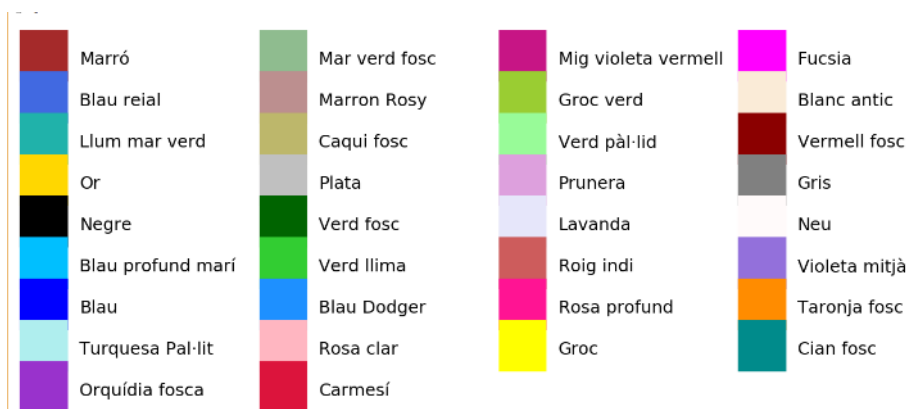 Marró
Blau reial
Llum mar verd
Or
Negre
Blau profund marí
Blau
Turquesa Pal·lit
Orquídia fosca
Mar verd fosc
Marron Rosy
Caqui fosc
Plata
Verd fosc
Verd llima
Blau Dodger
Rosa clar
Carmesí
Mig violeta vermell
Groc verd
Verd pàl·lid
Prunera
Lavanda
Roig indi
Rosa profund
Groc
Fucsia
Blanc antic
Vermell fosc
Gris
Neu
Violeta mitjà
Taronja fosc
Cian fosc